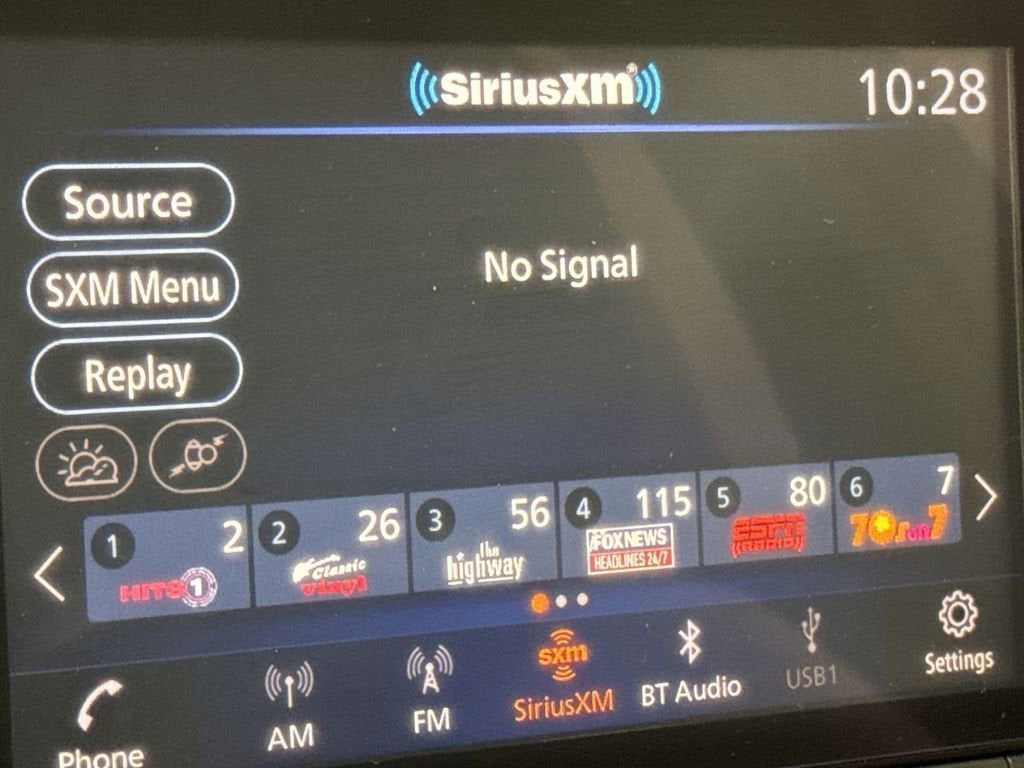 SiriusXM
10:28
Source
SXM Menu
Replay
No Signal
1 2
HITS 1
2 26
Classic
vinyl
3 56
the
highway
4 115
FOX NEWS
HEADLINES 24/7
5 80
ESPN
RADIO
6 7
70s on 7
Phone
AM
FM
sxm
SiriusXM
BT Audio
USB1
Settings